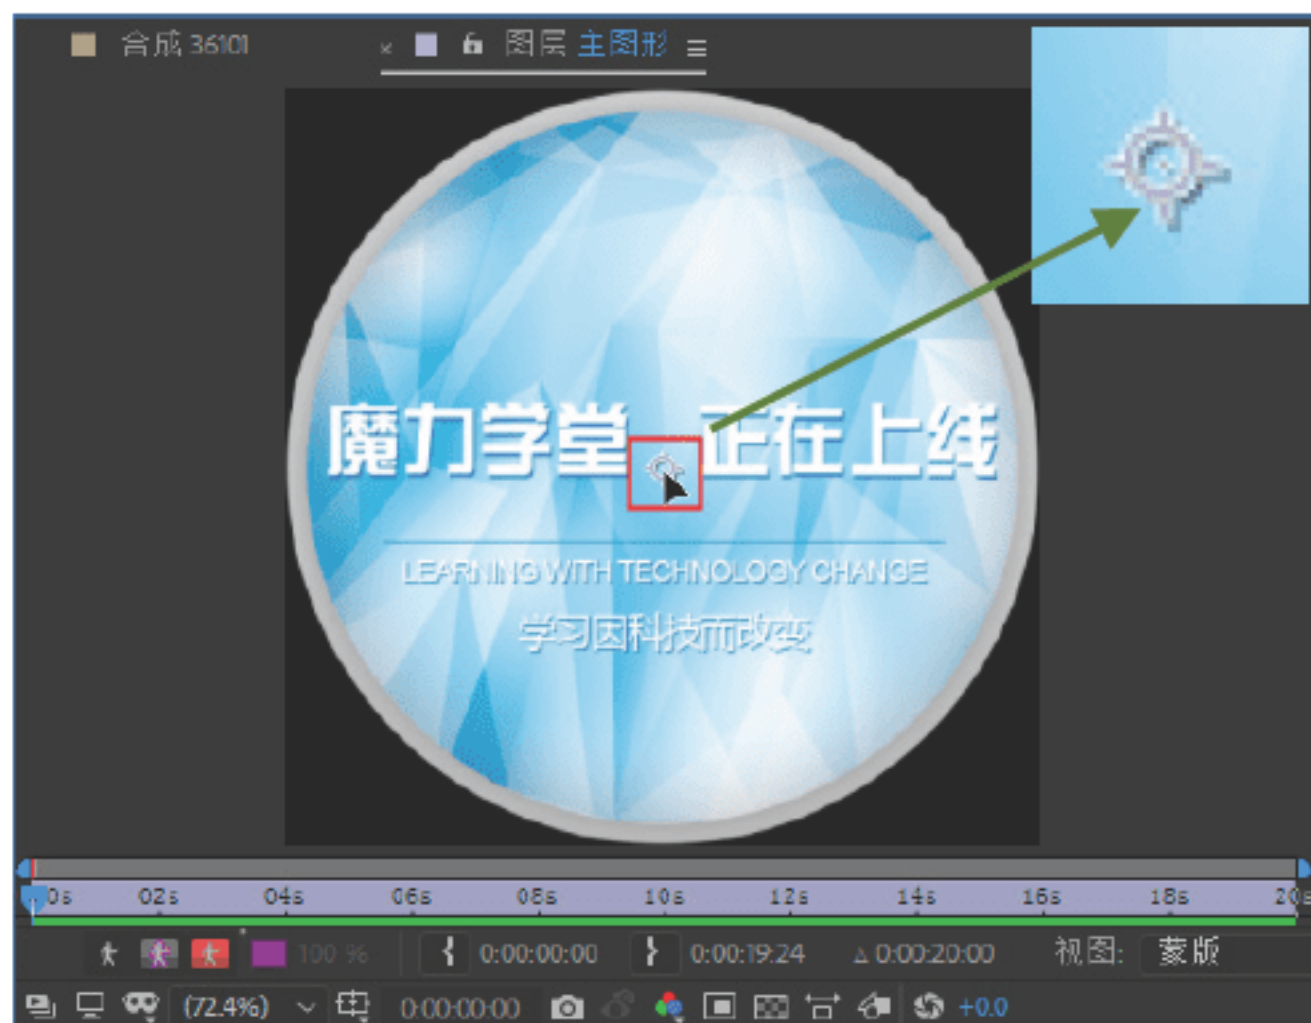 合成 36101
图层 主图形
魔力学堂 正在上线
LEARNING WITH TECHNOLOGY CHANGE
学习因科技而改变
0s 02s 04s 06s 08s 10s 12s 14s 16s 18s 20s
100 % { 0:00:00:00 } 0:00:19:24 Δ 0:00:20:00 视图: 蒙版
(72.4%) 0:00:00:00 +0.0